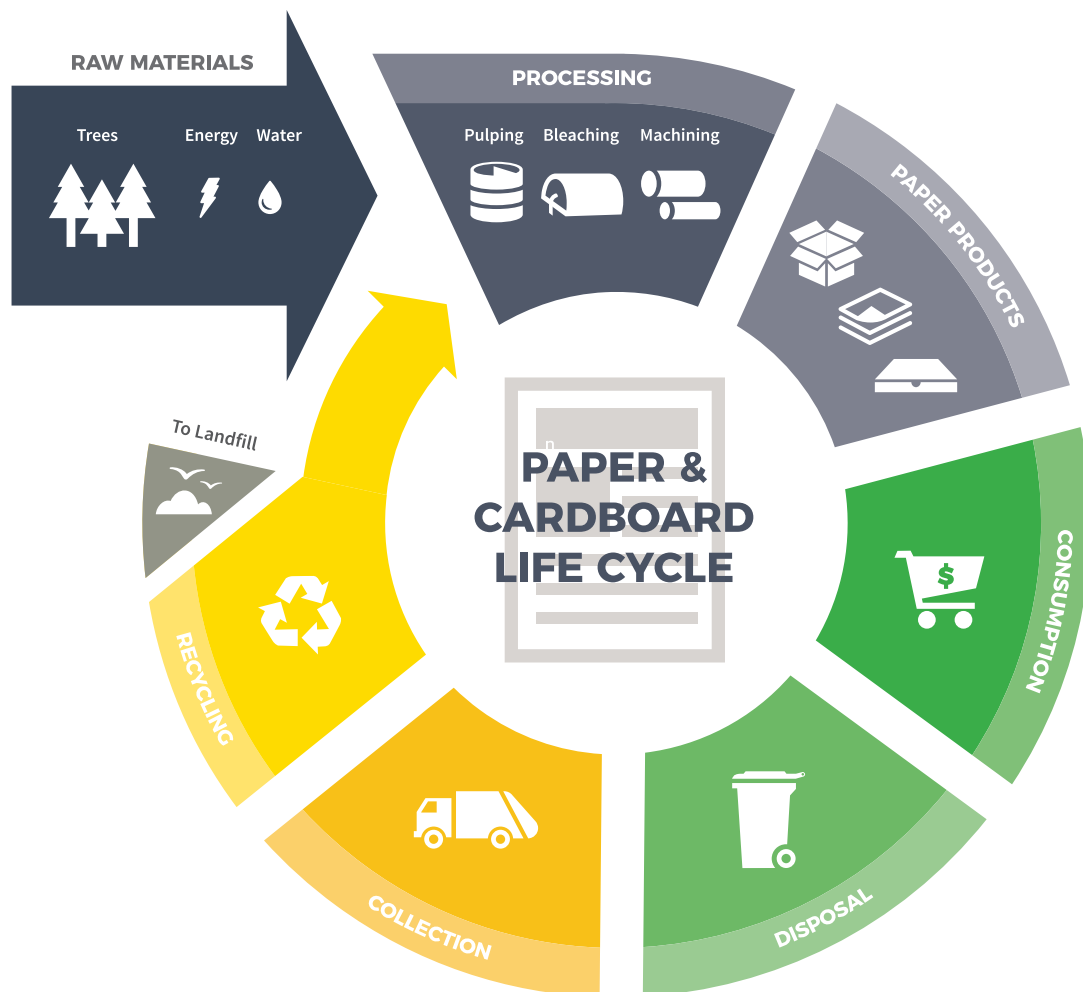 RAW MATERIALS
Trees
Energy
Water
PROCESSING
Pulping
Bleaching
Machining
PAPER PRODUCTS
CONSUMPTION
$
DISPOSAL
COLLECTION
RECYCLING
To Landfill
n
PAPER &
CARDBOARD
LIFE CYCLE